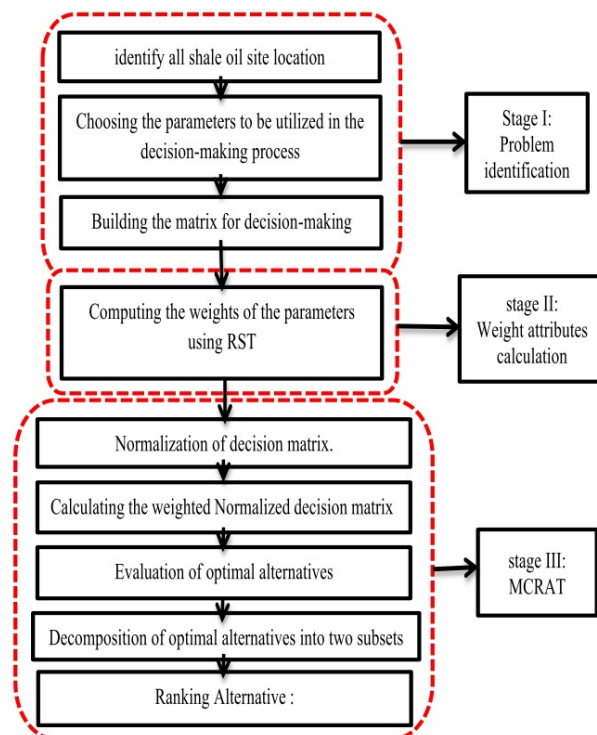 identify all shale oil site location
Choosing the parameters to be utilized in the
decision-making process
Building the matrix for decision-making
Stage I:
Problem
identification
Computing the weights of the parameters
using RST
stage II:
Weight attributes
calculation
Normalization of decision matrix.
Calculating the weighted Normalized decision matrix
Evaluation of optimal alternatives
Decomposition of optimal alternatives into two subsets
Ranking Alternative :
stage III:
MCRAT